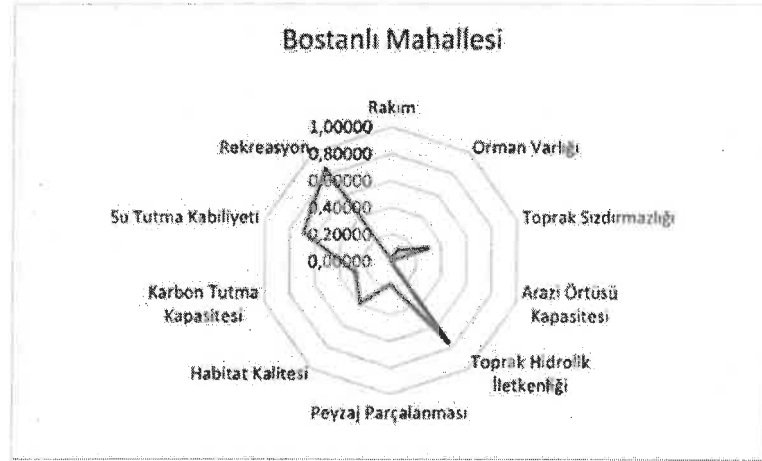 Bostanlı Mahallesi
Rakım
1,00000
0,80000
0,60000
0,40000
0,20000
0,00000
Orman Varlığı
Toprak Sızdırmazlığı
Arazi Örtüsü
Kapasitesi
Toprak Hidrolik
İletkenliği
Peyzaj Parçalanması
Habitat Kalitesi
Karbon Tutma
Kapasitesi
Su Tutma Kabiliyeti
Rekreasyon